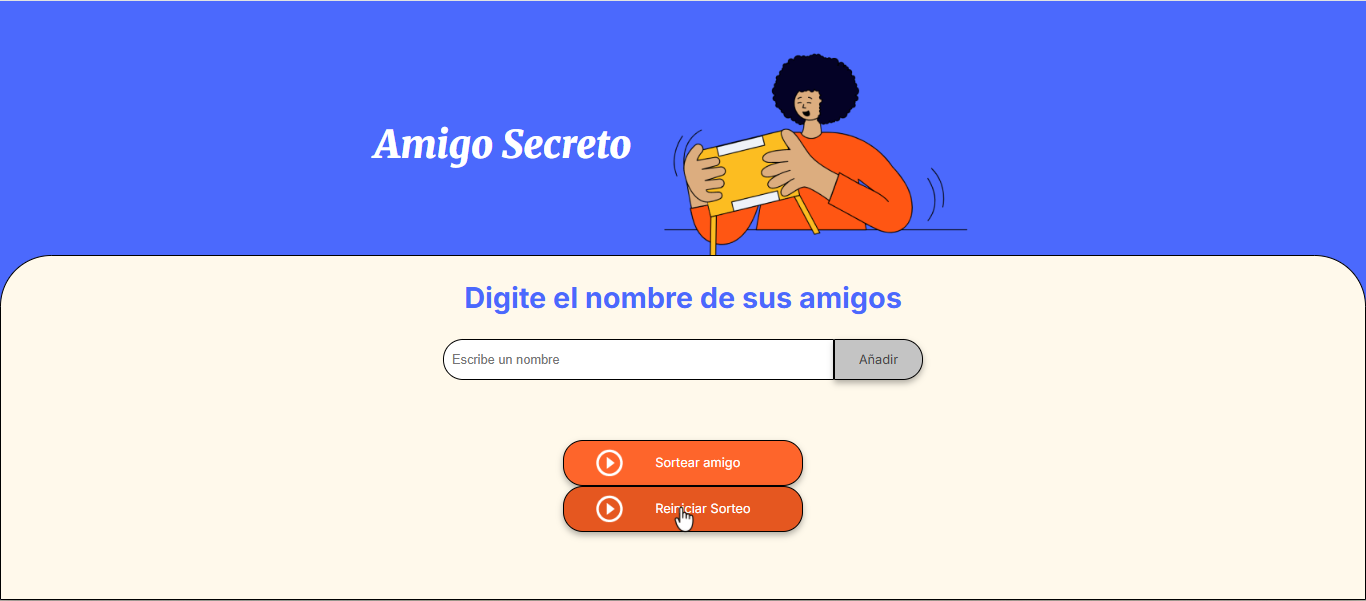 Amigo Secreto
Digite el nombre de sus amigos
Escribe un nombre
Añadir
Sortear amigo
Reiniciar Sorteo